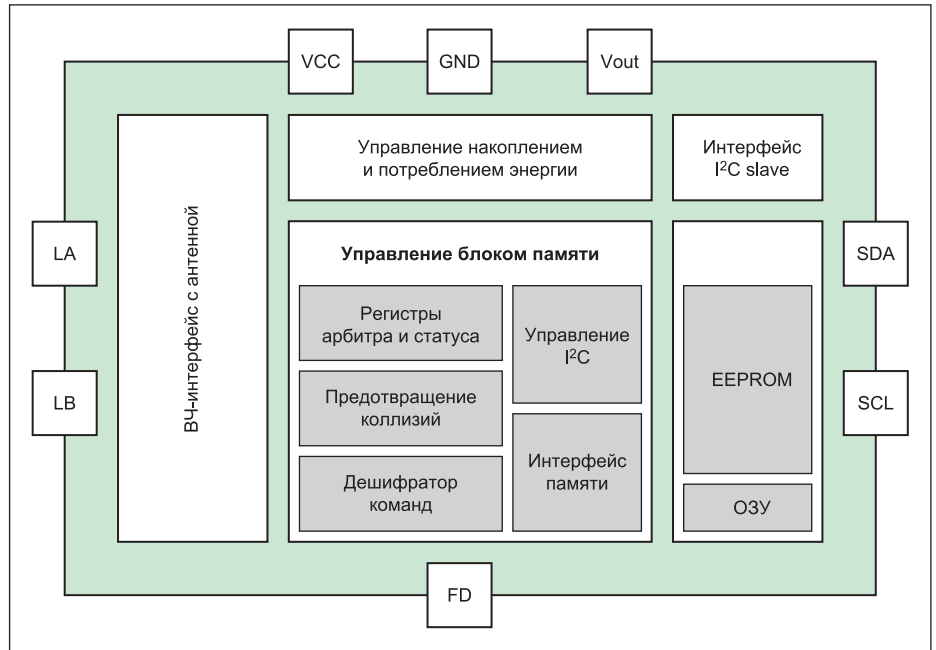 VCC
GND
Vout
Управление накоплением
и потреблением энергии
Интерфейс
I²C slave
ВЧ-интерфейс с антенной
LA
LB
Управление блоком памяти
Регистры
арбитра и статуса
Предотвращение
коллизий
Дешифратор
команд
Управление
I²C
Интерфейс
памяти
EEPROM
ОЗУ
SDA
SCL
FD